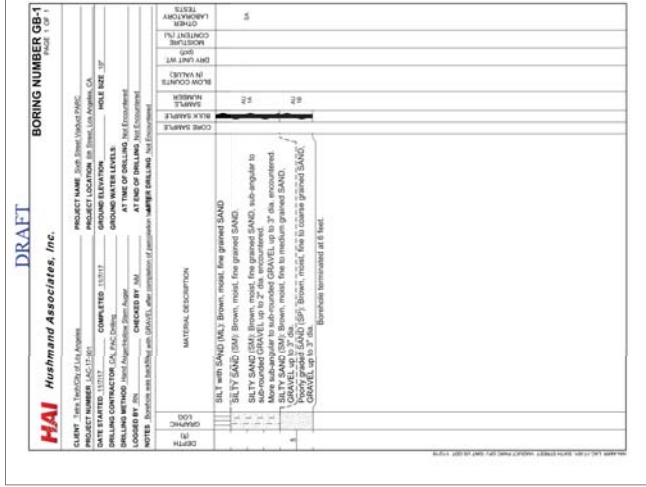 DRAFT
HAI Hushmand Associates, Inc.
BORING NUMBER GB-1
PAGE 1 OF 1
CLIENT Tetra Tech/City of Los Angeles
PROJECT NAME Sixth Street Viaduct PARC
PROJECT NUMBER LAC-17-001
PROJECT LOCATION 6th Street, Los Angeles, CA
DATE STARTED 11/7/17 COMPLETED 11/7/17
GROUND ELEVATION HOLE SIZE 10"
DRILLING CONTRACTOR CAL PAC Drilling
GROUND WATER LEVELS:
DRILLING METHOD Hand Auger/Hollow Stem Auger
AT TIME OF DRILLING Not Encountered
LOGGED BY RN CHECKED BY NM
AT END OF DRILLING Not Encountered
NOTES Borehole was backfilled with GRAVEL after completion of percolation
AFTER DRILLING Not Encountered
DEPTH (ft)
GRAPHIC LOG
MATERIAL DESCRIPTION
CORE SAMPLE
BULK SAMPLE
SAMPLE NUMBER
BLOW COUNTS (N VALUE)
DRY UNIT WT. (pcf)
MOISTURE CONTENT (%)
OTHER LABORATORY TESTS
SILT with SAND (ML): Brown, moist, fine grained SAND
SILTY SAND (SM): Brown, moist, fine grained SAND.
SILTY SAND (SM): Brown, moist, fine grained SAND, sub-angular to
sub-rounded GRAVEL up to 2" dia. encountered.
AU 1A
SA
More sub-angular to sub-rounded GRAVEL up to 3" dia. encountered.
SILTY SAND (SM): Brown, moist, fine to medium grained SAND,
GRAVEL up to 3" dia.
5
Poorly graded SAND (SP): Brown, moist, fine to coarse grained SAND,
GRAVEL up to 3" dia.
AU 1B
Borehole terminated at 6 feet.